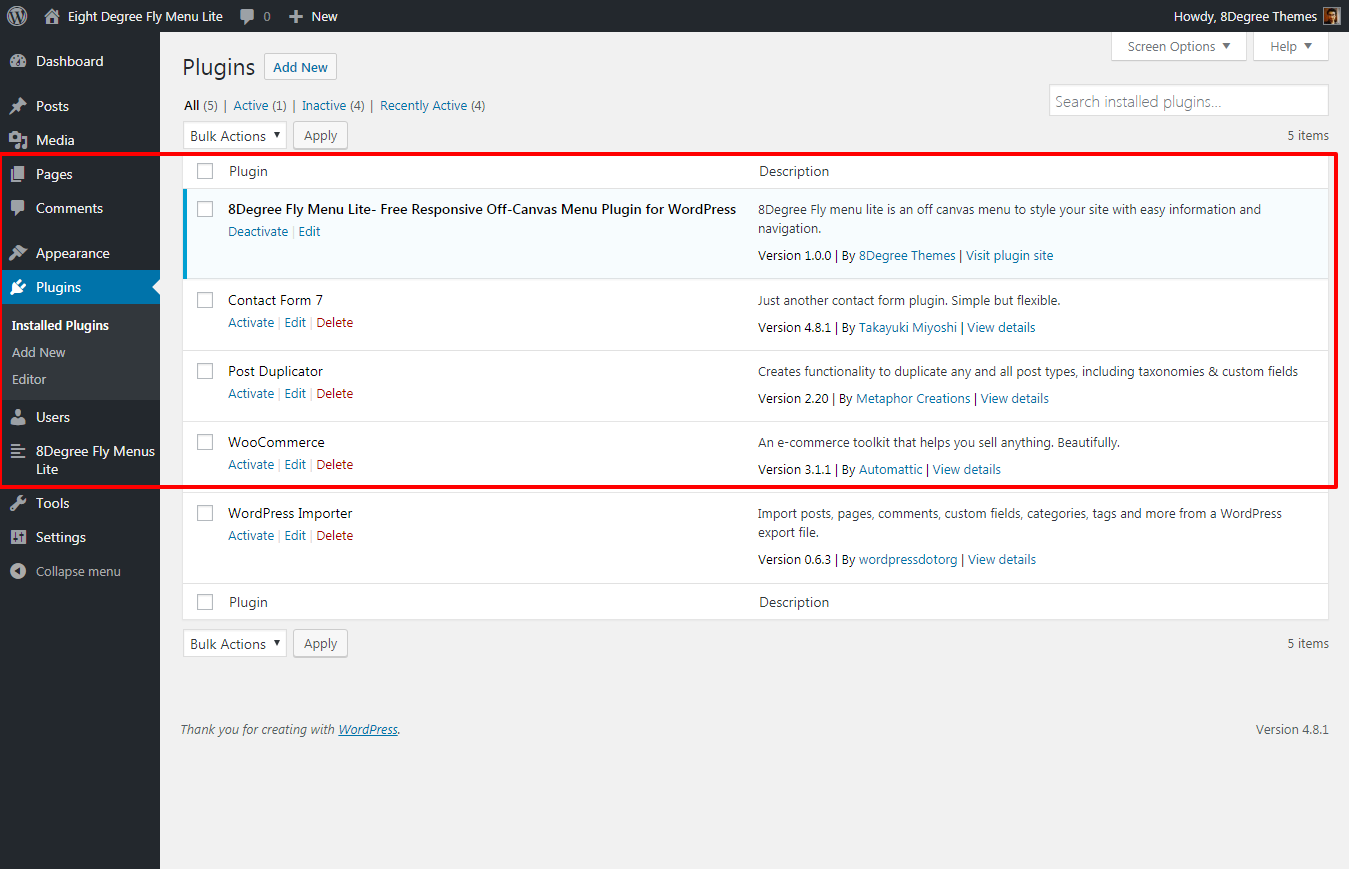 Eight Degree Fly Menu Lite 0 New Howdy, 8Degree Themes
Dashboard
Posts
Media
Pages
Comments
Appearance
Plugins
Installed Plugins
Add New
Editor
Users
8Degree Fly Menus
Lite
Tools
Settings
Collapse menu
Screen Options Help
Plugins Add New
All (5) | Active (1) | Inactive (4) | Recently Active (4)
Search installed plugins...
Bulk Actions Apply 5 items
Plugin Description
8Degree Fly Menu Lite- Free Responsive Off-Canvas Menu Plugin for WordPress
Deactivate | Edit
8Degree Fly menu lite is an off canvas menu to style your site with easy information and
navigation.
Version 1.0.0 | By 8Degree Themes | Visit plugin site
Contact Form 7
Activate | Edit | Delete
Just another contact form plugin. Simple but flexible.
Version 4.8.1 | By Takayuki Miyoshi | View details
Post Duplicator
Activate | Edit | Delete
Creates functionality to duplicate any and all post types, including taxonomies & custom fields
Version 2.20 | By Metaphor Creations | View details
WooCommerce
Activate | Edit | Delete
An e-commerce toolkit that helps you sell anything. Beautifully.
Version 3.1.1 | By Automattic | View details
WordPress Importer
Activate | Edit | Delete
Import posts, pages, comments, custom fields, categories, tags and more from a WordPress
export file.
Version 0.6.3 | By wordpressdotorg | View details
Plugin Description
Bulk Actions Apply 5 items
Thank you for creating with WordPress. Version 4.8.1